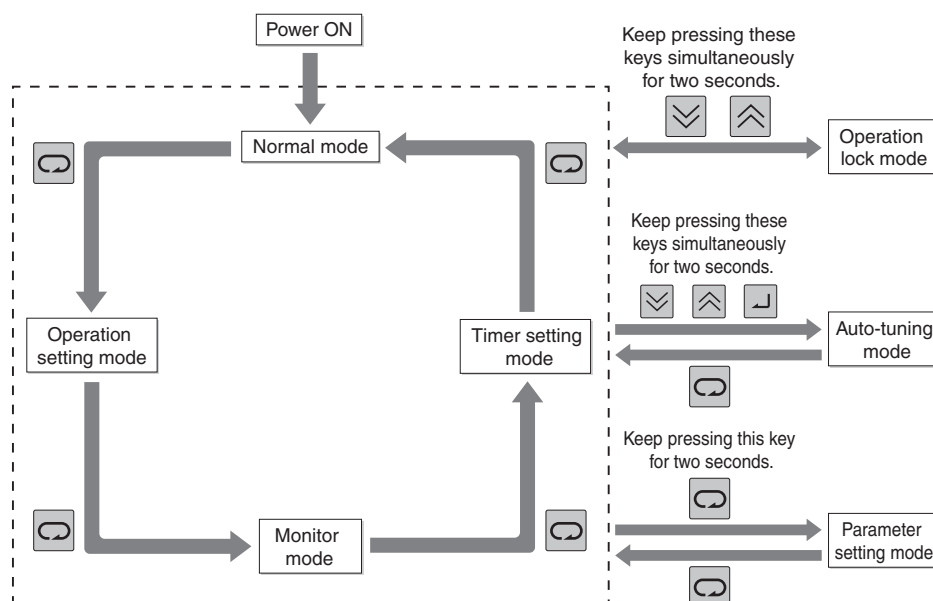 Power ON
Keep pressing these
keys simultaneously
for two seconds.
Normal mode
Operation
lock mode
Keep pressing these
keys simultaneously
for two seconds.
Operation
setting mode
Timer setting
mode
Auto-tuning
mode
Keep pressing this key
for two seconds.
Monitor
mode
Parameter
setting mode